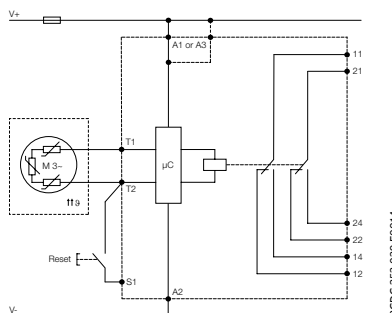 V+
A1 or A3
11
21
T1
M 3~
µC
T2
24
22
14
12
Reset
S1
A2
V-